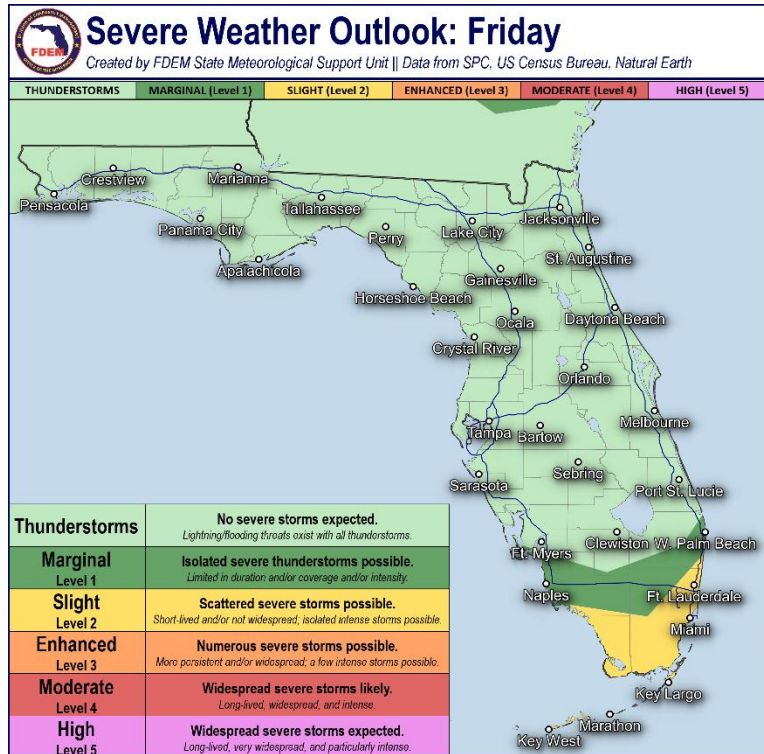 FDEM
Severe Weather Outlook: Friday
Created by FDEM State Meteorological Support Unit || Data from SPC, US Census Bureau, Natural Earth
THUNDERSTORMS MARGINAL (Level 1) SLIGHT (Level 2) ENHANCED (Level 3) MODERATE (Level 4) HIGH (Level 5)
Crestview
Marianna
Pensacola
Tallahassee
Jacksonville
Panama City
Perry
Lake City
St. Augustine
Apalachicola
Gainesville
Horseshoe Beach
Ocala
Daytona Beach
Crystal River
Orlando
Melbourne
Tampa
Bartow
Sebring
Sarasota
Port St. Lucie
Ft. Myers
Clewiston
W. Palm Beach
Naples
Ft. Lauderdale
Miami
Key Largo
Marathon
Key West
Thunderstorms
No severe storms expected.
Lightning/flooding threats exist with all thunderstorms.
Marginal
Level 1
Isolated severe thunderstorms possible.
Limited in duration and/or coverage and/or intensity.
Slight
Level 2
Scattered severe storms possible.
Short-lived and/or not widespread; isolated intense storms possible.
Enhanced
Level 3
Numerous severe storms possible.
More persistent and/or widespread; a few intense storms possible.
Moderate
Level 4
Widespread severe storms likely.
Long-lived, widespread, and intense.
High
Level 5
Widespread severe storms expected.
Long-lived, very widespread, and particularly intense.